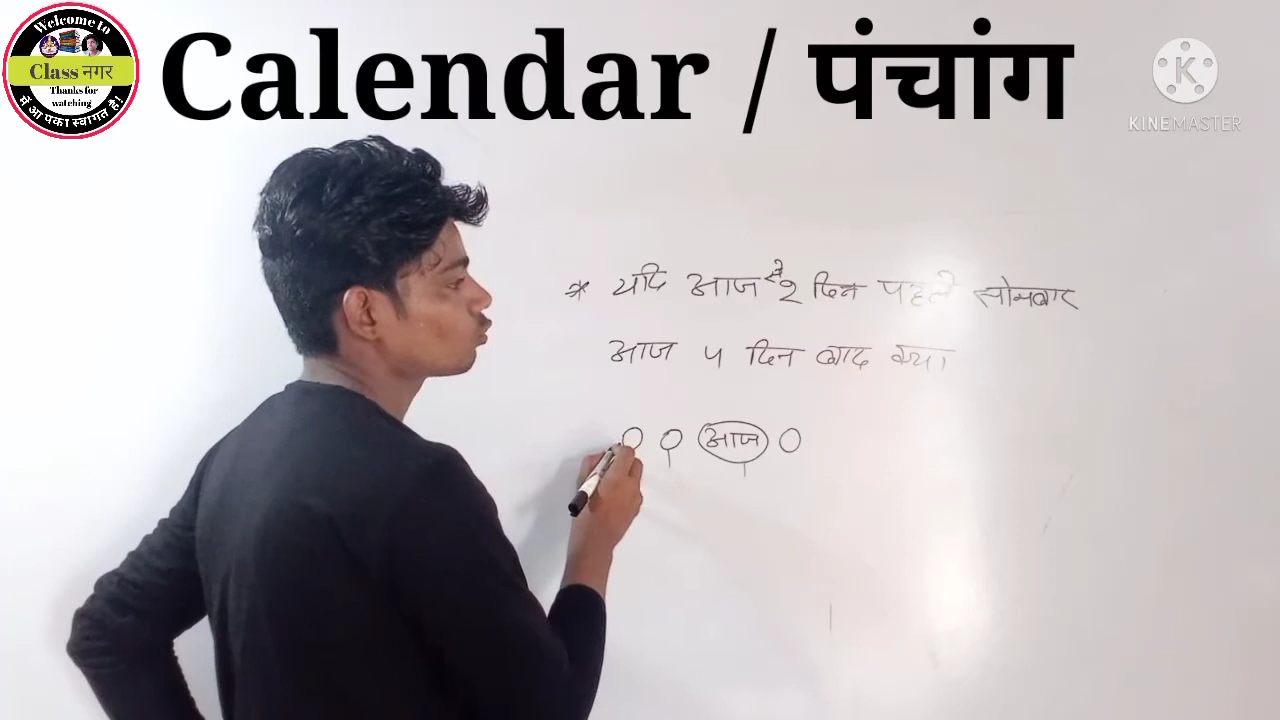 Welcome to
Class नगर
Thanks for
watching
में आपका स्वागत है!
Calendar / पंचांग
KINEMASTER
* यदि आज से 2 दिन पहले सोमवार
आज 5 दिन बाद क्या
आज